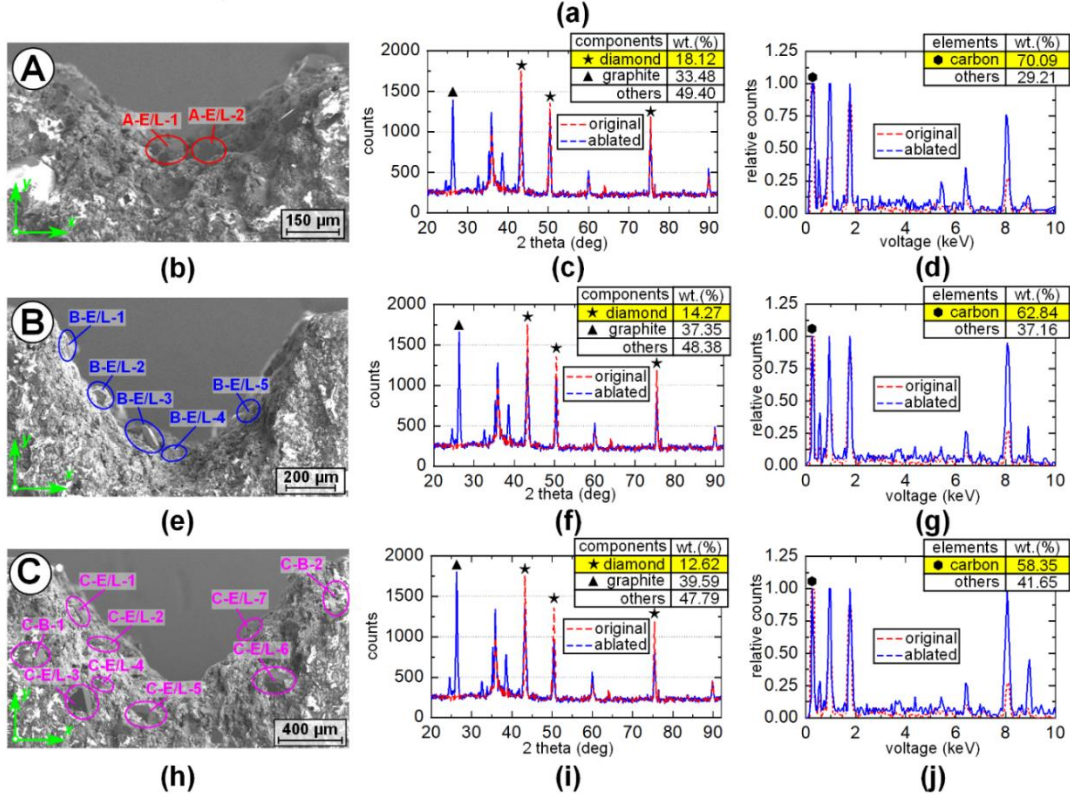 (a)
A
A-E/L-1 A-E/L-2
y
x
150 μm
(b)
counts
2000
1500
1000
500
0
20 30 40 50 60 70 80 90
2 theta (deg)
components wt.(%)
★ diamond 18.12
▲ graphite 33.48
others 49.40
original
ablated
(c)
relative counts
1.25
1.00
0.75
0.50
0.25
0.00
0 2 4 6 8 10
voltage (keV)
elements wt.(%)
carbon 70.09
others 29.21
original
ablated
(d)
B
B-E/L-1
B-E/L-2
B-E/L-3
B-E/L-4
B-E/L-5
y
x
200 μm
(e)
counts
2000
1500
1000
500
0
20 30 40 50 60 70 80 90
2 theta (deg)
components wt.(%)
★ diamond 14.27
▲ graphite 37.35
others 48.38
original
ablated
(f)
relative counts
1.25
1.00
0.75
0.50
0.25
0.00
0 2 4 6 8 10
voltage (keV)
elements wt.(%)
carbon 62.84
others 37.16
original
ablated
(g)
C
C-E/L-1
C-B-1
C-E/L-2
C-E/L-3
C-E/L-4
C-E/L-5
C-B-2
C-E/L-7
C-E/L-6
y
x
400 μm
(h)
counts
2000
1500
1000
500
0
20 30 40 50 60 70 80 90
2 theta (deg)
components wt.(%)
★ diamond 12.62
▲ graphite 39.59
others 47.79
original
ablated
(i)
relative counts
1.25
1.00
0.75
0.50
0.25
0.00
0 2 4 6 8 10
voltage (keV)
elements wt.(%)
carbon 58.35
others 41.65
original
ablated
(j)